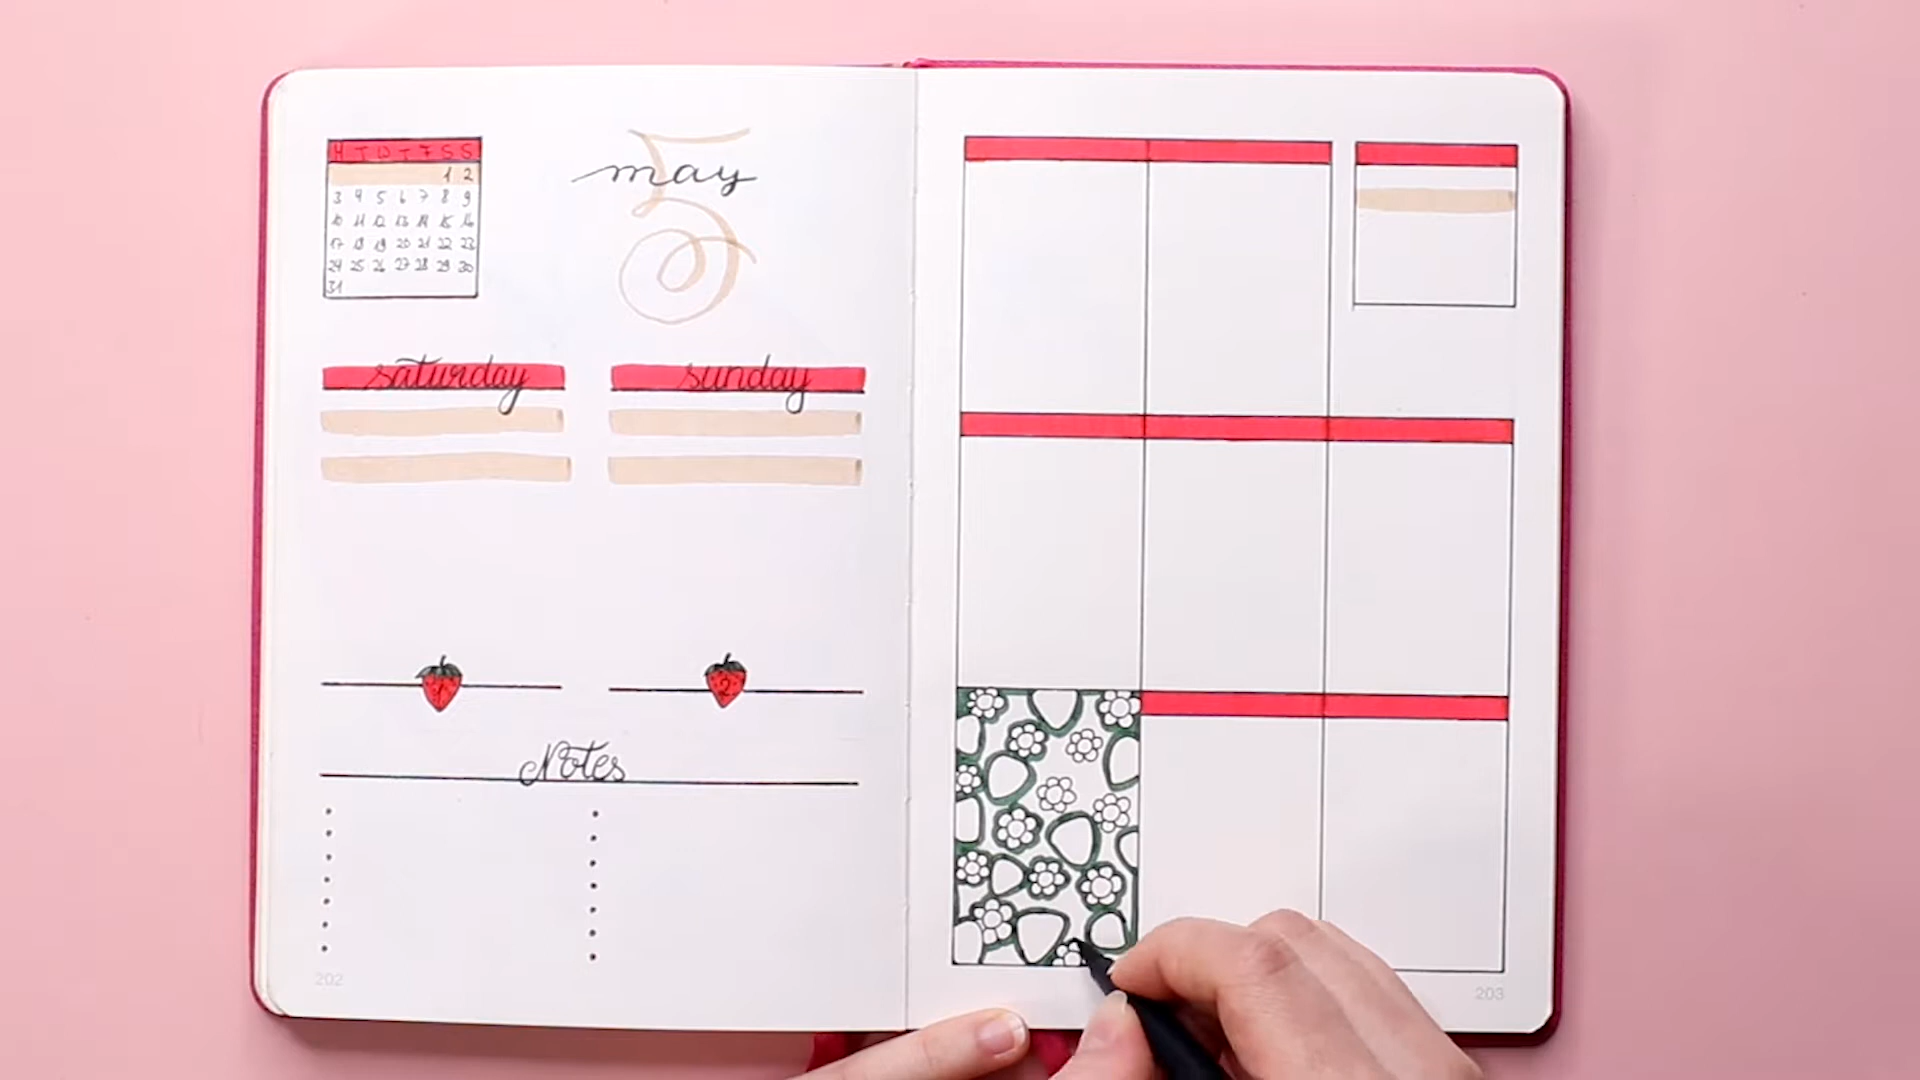 M T W T F S S
1 2
3 4 5 6 7 8 9
10 11 12 13 14 15 16
17 18 19 20 21 22 23
24 25 26 27 28 29 30
31
5
may
saturday
sunday
1
2
Notes
202
203